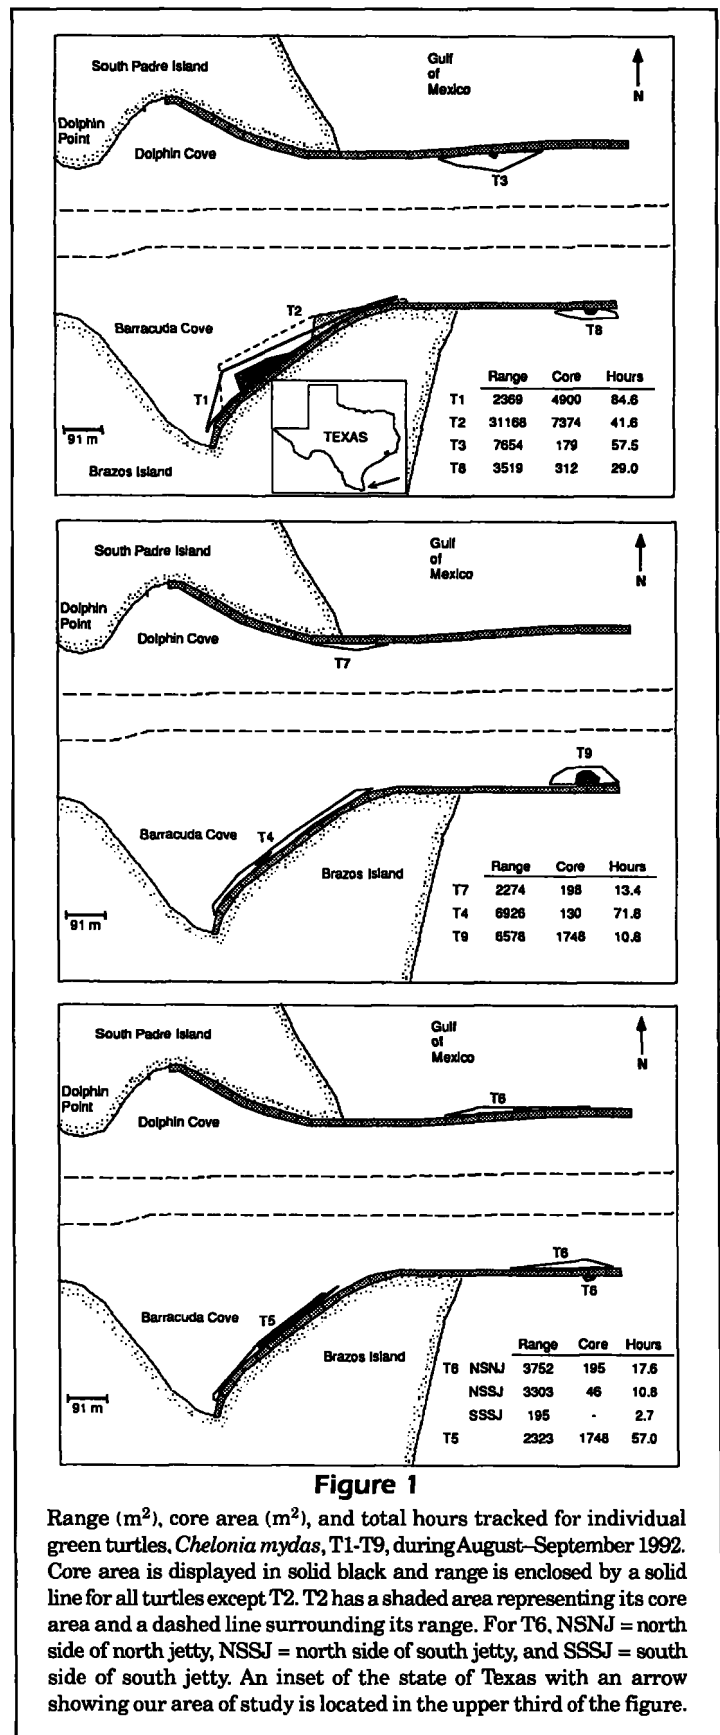 South Padre Island
Gulf
of
Mexico
N
Dolphin
Point
Dolphin Cove
T3
T2
Barracuda Cove
T8
T1
Range Core Hours
T1 2369 4900 84.6
T2 31168 7374 41.6
T3 7654 179 57.5
T8 3519 312 29.0
TEXAS
91 m
Brazos Island
South Padre Island
Gulf
of
Mexico
N
Dolphin
Point
Dolphin Cove
T7
T9
Barracuda Cove
T4
Brazos Island
Range Core Hours
T7 2274 198 13.4
T4 6926 130 71.8
T9 6578 1748 10.8
91 m
South Padre Island
Gulf
of
Mexico
N
Dolphin
Point
Dolphin Cove
T6
T6
T6
Barracuda Cove
T5
Brazos Island
Range Core Hours
T6 NSNJ 3752 195 17.6
NSSJ 3303 46 10.8
SSSJ 195 - 2.7
T5 2323 1748 57.0
91 m
Figure 1
Range (m²), core area (m²), and total hours tracked for individual
green turtles, Chelonia mydas, T1-T9, during August–September 1992.
Core area is displayed in solid black and range is enclosed by a solid
line for all turtles except T2. T2 has a shaded area representing its core
area and a dashed line surrounding its range. For T6, NSNJ = north
side of north jetty, NSSJ = north side of south jetty, and SSSJ = south
side of south jetty. An inset of the state of Texas with an arrow
showing our area of study is located in the upper third of the figure.